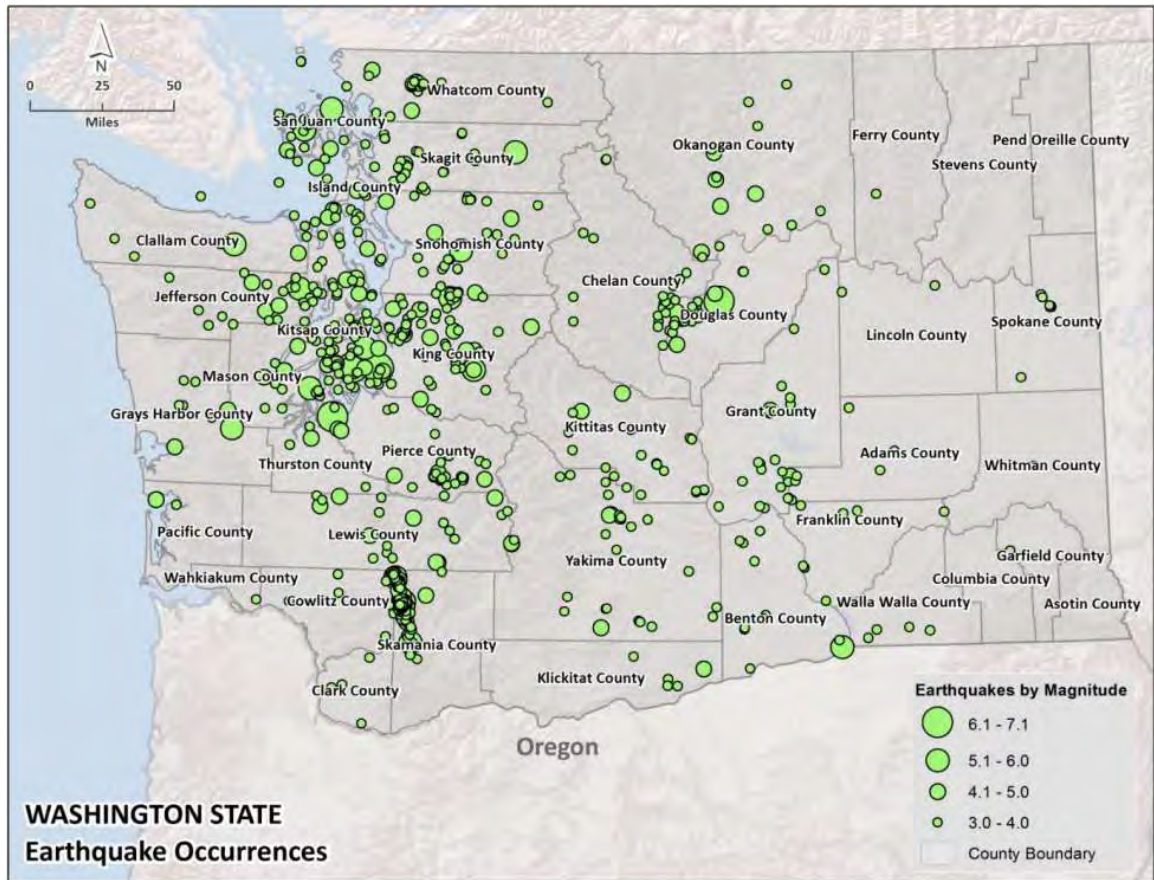 N
0 25 50
Miles
Whatcom County
San Juan County
Skagit County
Island County
Okanogan County
Ferry County
Pend Oreille County
Stevens County
Clallam County
Snohomish County
Chelan County
Jefferson County
Douglas County
Kitsap County
King County
Lincoln County
Spokane County
Mason County
Grays Harbor County
Kittitas County
Grant County
Thurston County
Pierce County
Adams County
Whitman County
Pacific County
Lewis County
Franklin County
Yakima County
Garfield County
Wahkiakum County
Columbia County
Cowlitz County
Walla Walla County
Asotin County
Benton County
Skamania County
Klickitat County
Clark County
Oregon
Earthquakes by Magnitude
6.1 - 7.1
5.1 - 6.0
4.1 - 5.0
3.0 - 4.0
County Boundary
WASHINGTON STATE
Earthquake Occurrences